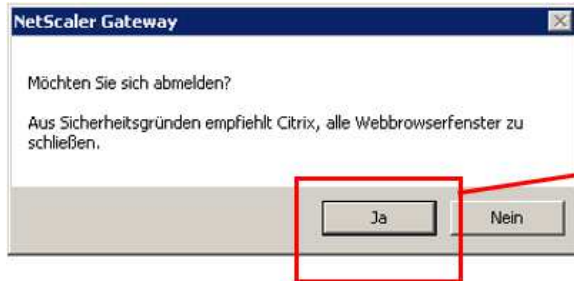 NetScaler Gateway
Möchten Sie sich abmelden?
Aus Sicherheitsgründen empfiehlt Citrix, alle Webbrowserfenster zu
schließen.
Ja
Nein